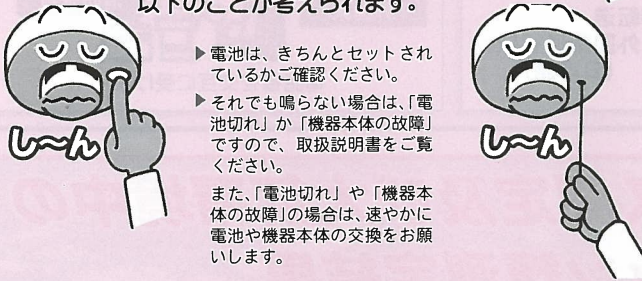 以下のことが考えられます。
▶電池は、きちんとセットされ
ているかご確認ください。
▶それでも鳴らない場合は、「電
池切れ」か「機器本体の故障」
ですので、取扱説明書をご覧
ください。
また、「電池切れ」や「機器本
体の故障」の場合は、速やかに
電池や機器本体の交換をお願
いします。
し〜ん
し〜ん